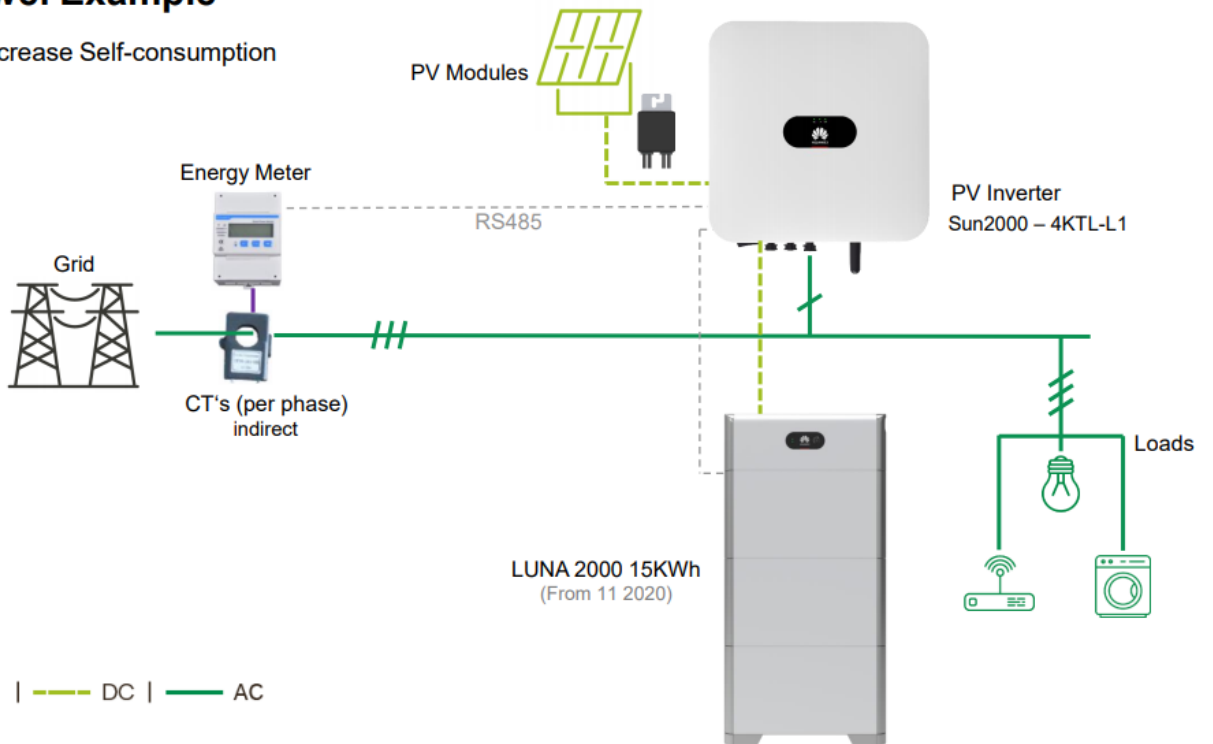 Example
crease Self-consumption
PV Modules
Energy Meter
RS485
PV Inverter
Sun2000 – 4KTL-L1
Grid
CT's (per phase)
indirect
Loads
LUNA 2000 15KWh
(From 11 2020)
| DC | AC